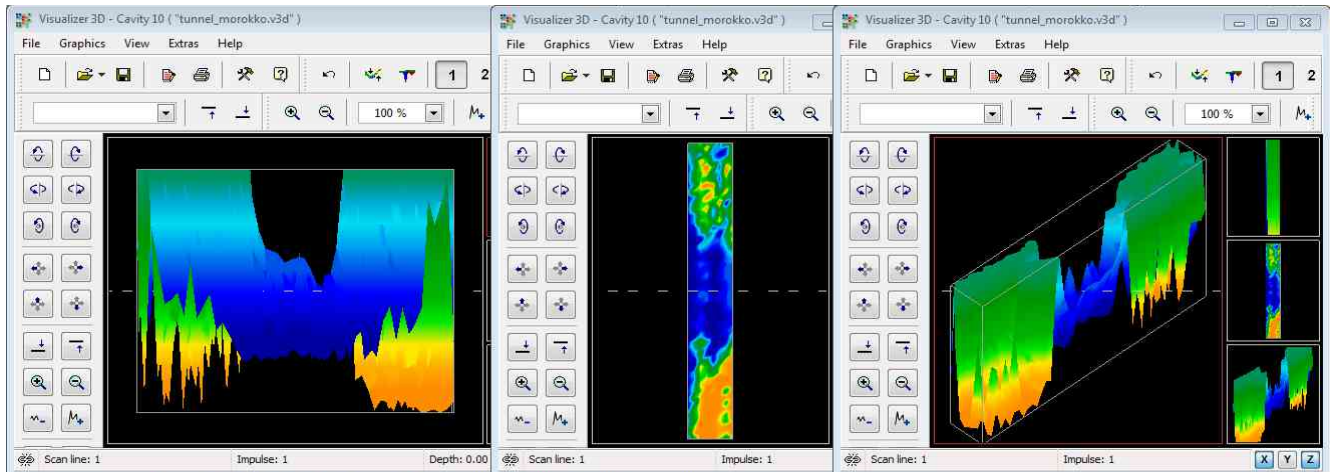 Visualizer 3D - Cavity 10 ( "tunnel_morokko.v3d" )
File Graphics View Extras Help
1 2
100 %
Scan line: 1 Impulse: 1 Depth: 0.00
Visualizer 3D - Cavity 10 ( "tunnel_morokko.v3d" )
File Graphics View Extras Help
Scan line: 1 Impulse: 1
Visualizer 3D - Cavity 10 ( "tunnel_morokko.v3d" )
File Graphics View Extras Help
1 2
100 %
Scan line: 1 Impulse: 1 X Y Z